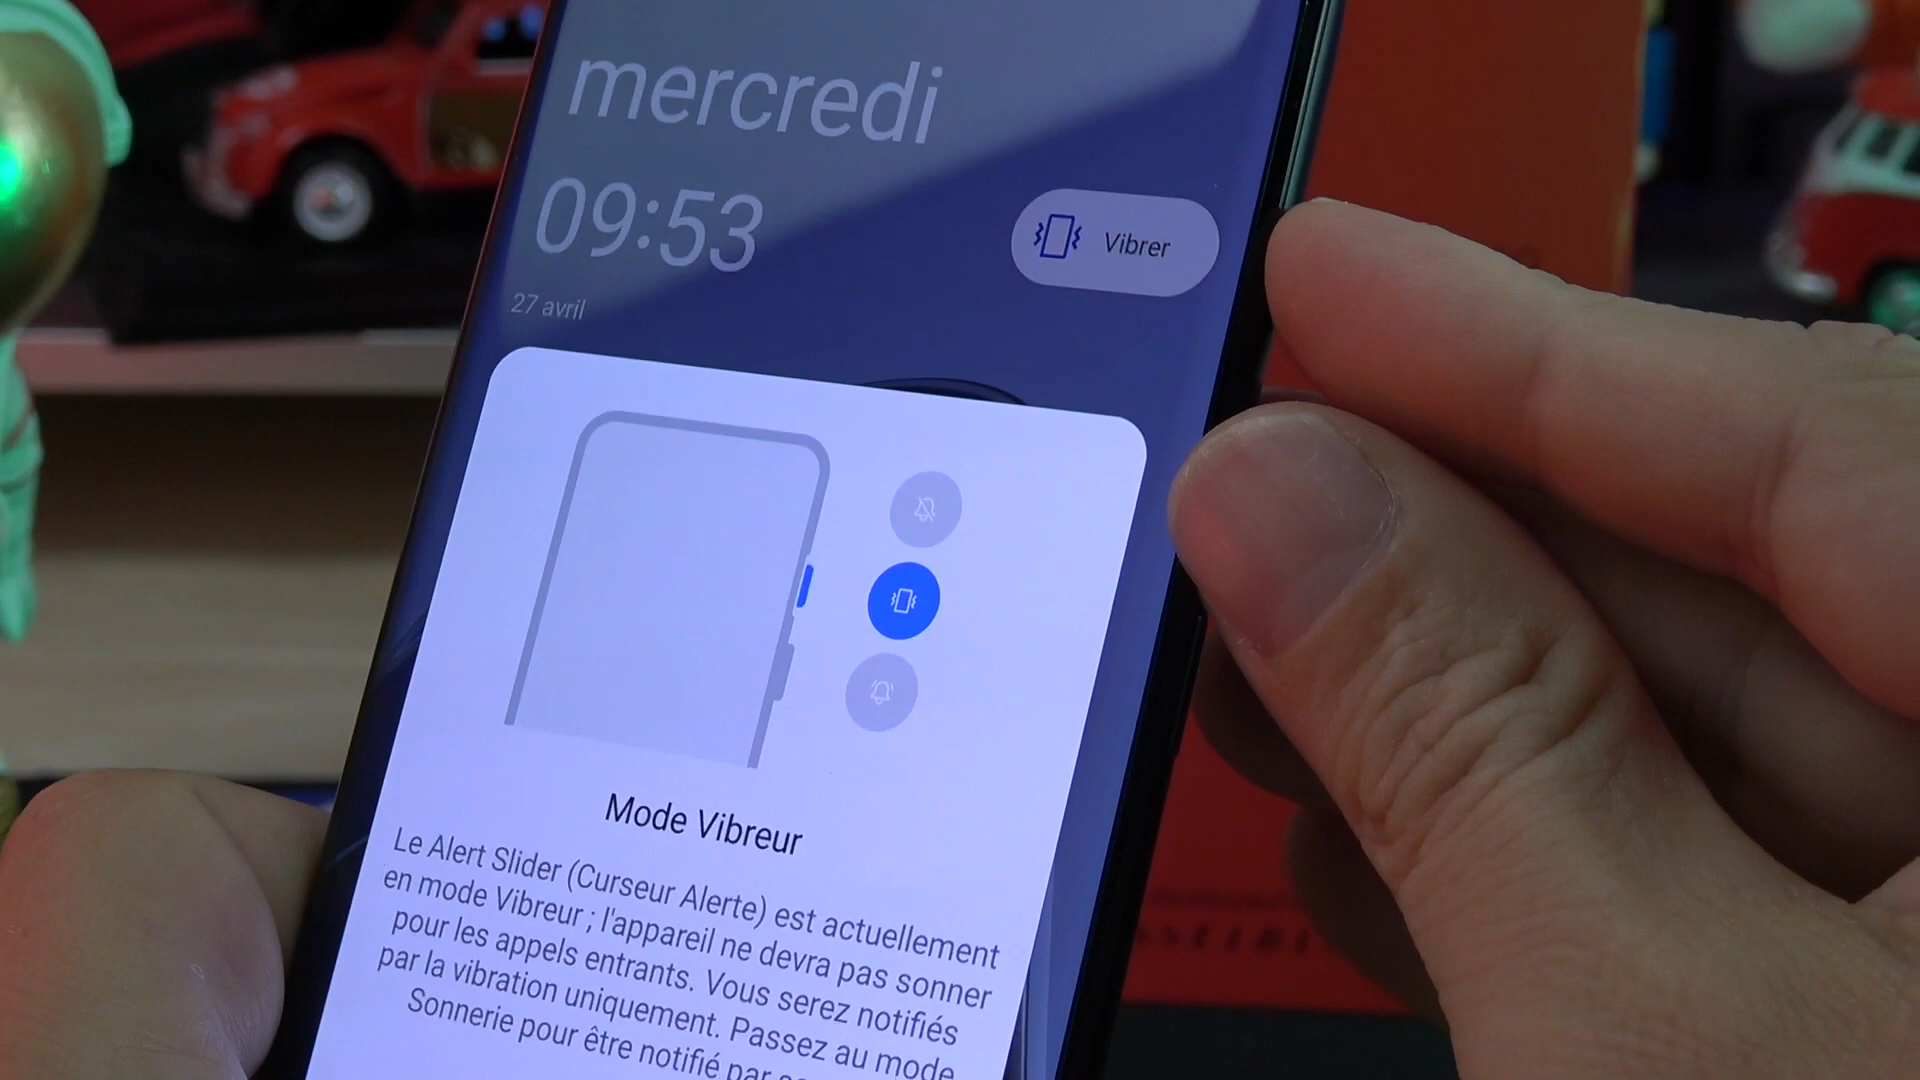 mercredi
09:53
27 avril
Vibrer
Mode Vibreur
Le Alert Slider (Curseur Alerte) est actuellement
en mode Vibreur ; l'appareil ne devra pas sonner
pour les appels entrants. Vous serez notifiés
par la vibration uniquement. Passez au mode
Sonnerie pour être notifié par